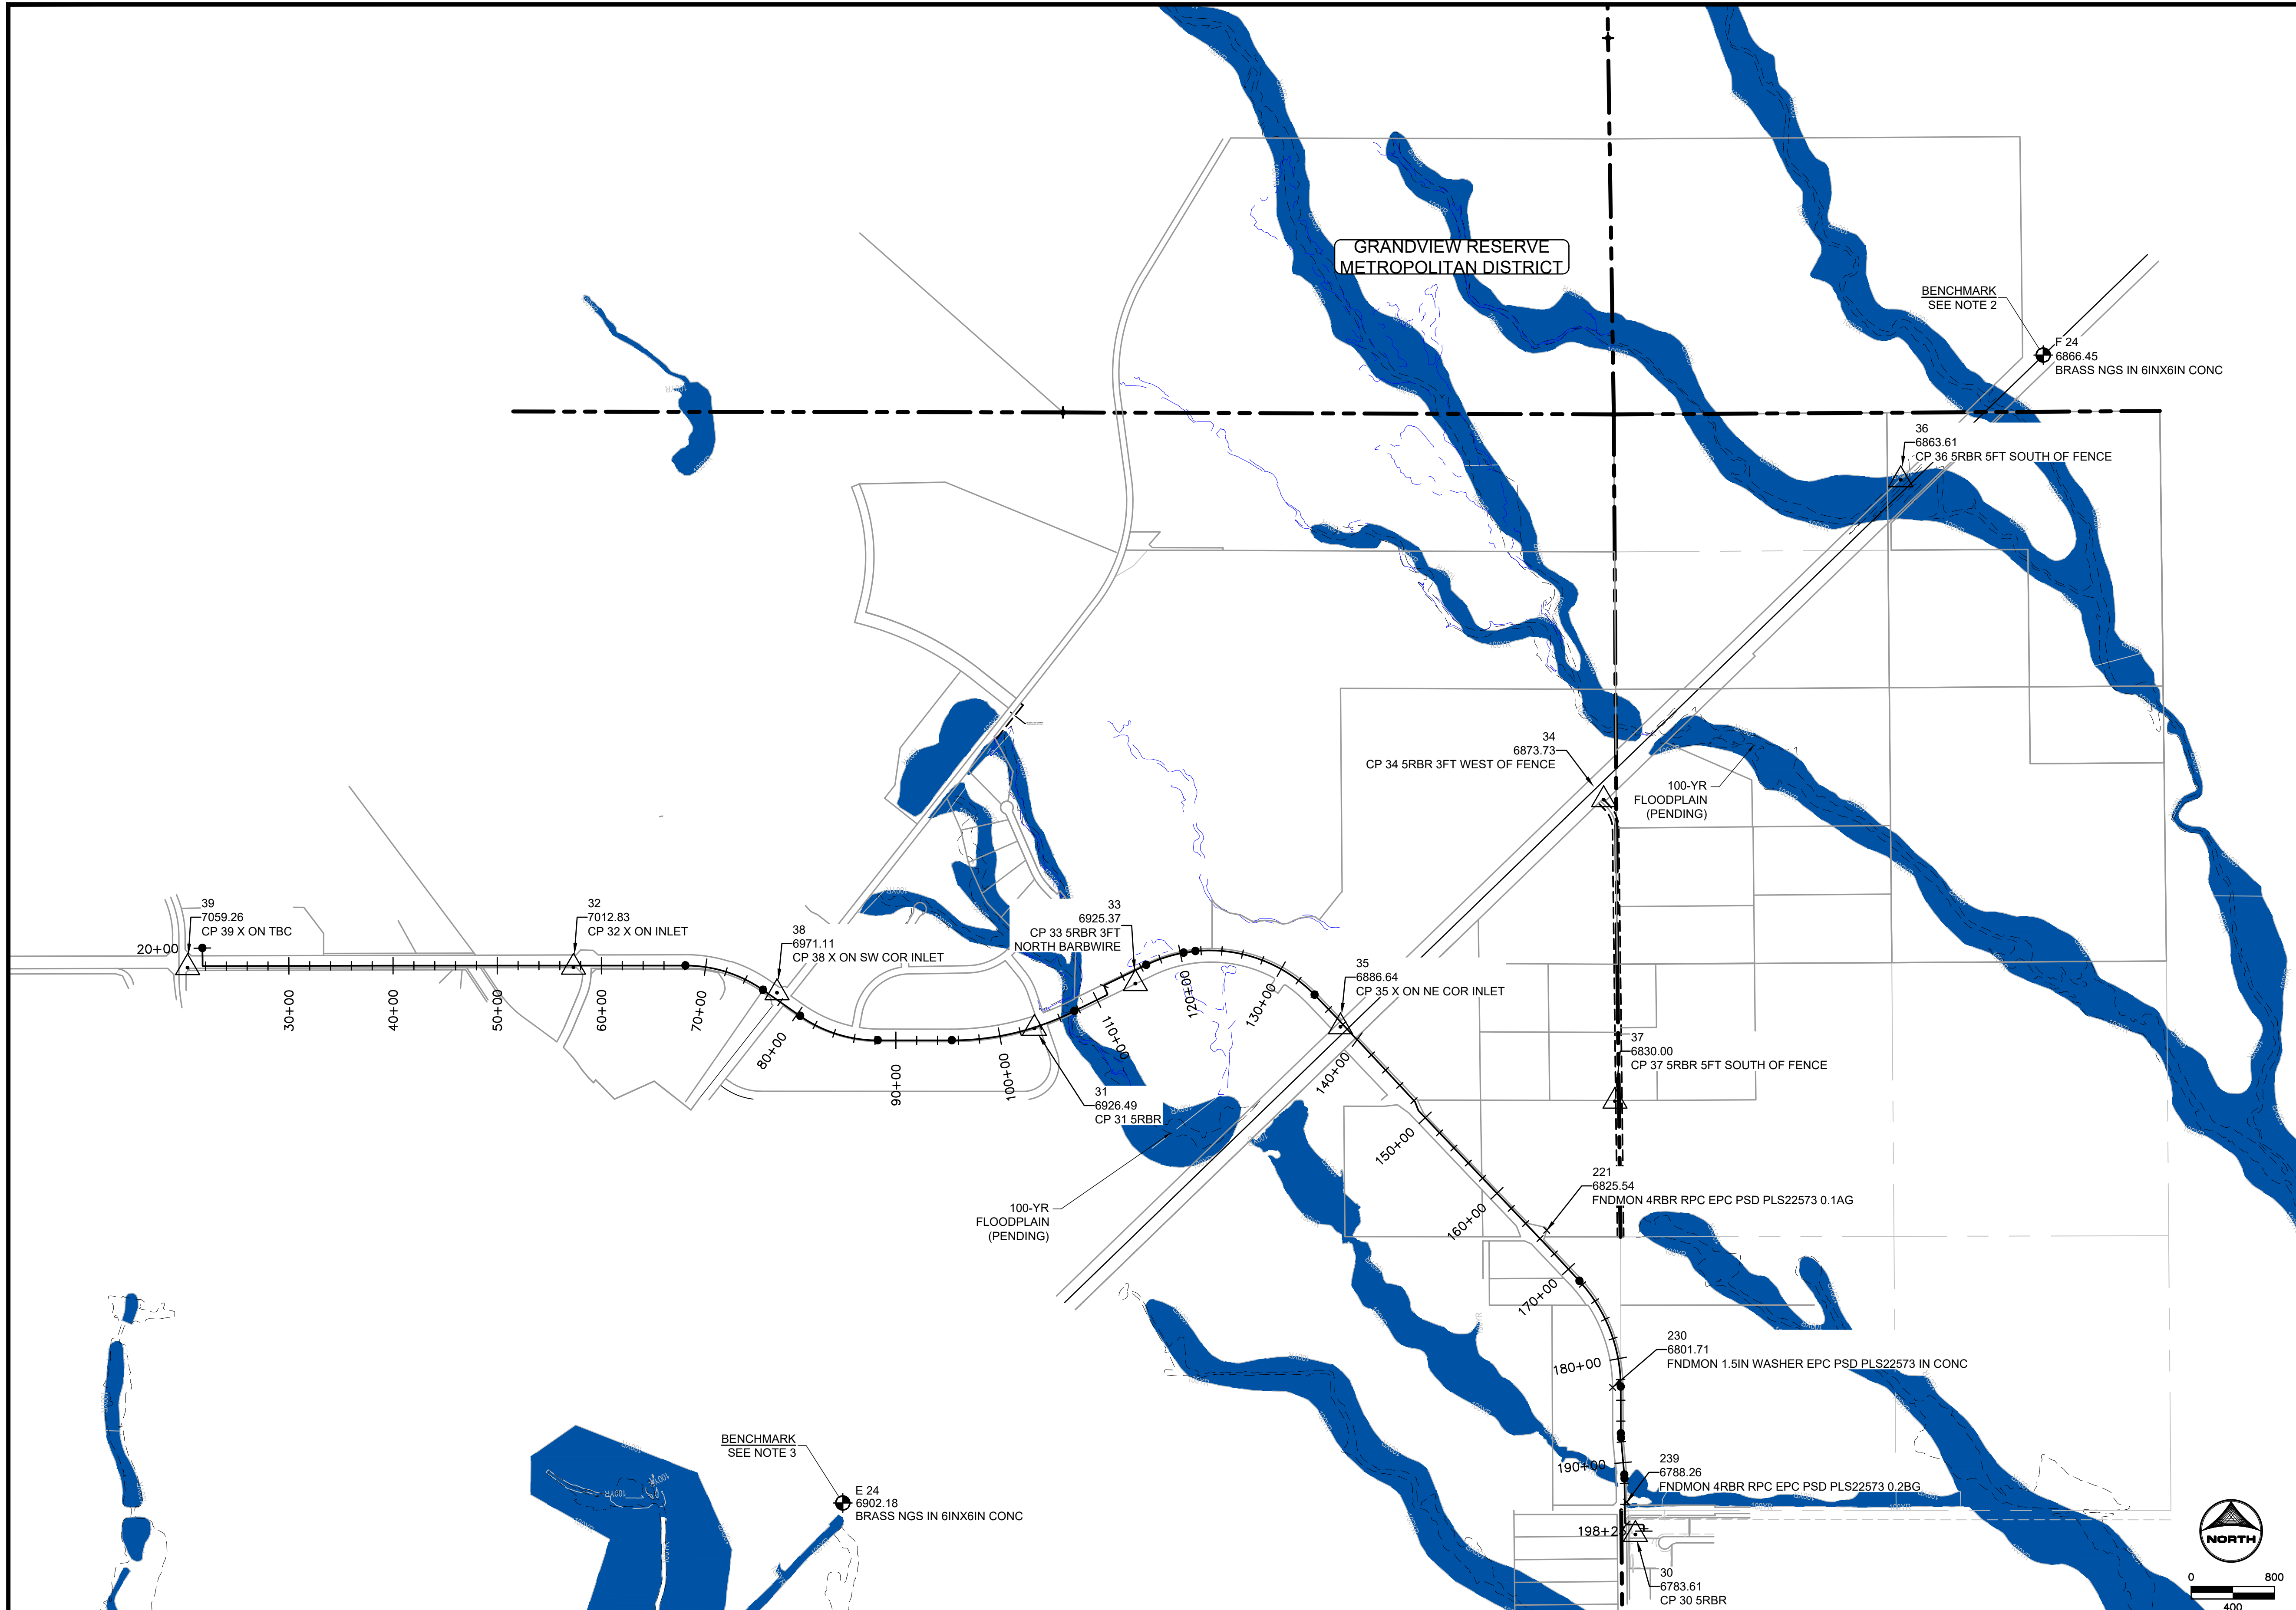 GRANDVIEW RESERVE
METROPOLITAN DISTRICT
BENCHMARK
SEE NOTE 2
F 24
6866.45
BRASS NGS IN 6INX6IN CONC
36
6863.61
CP 36 5RBR 5FT SOUTH OF FENCE
34
6873.73
CP 34 5RBR 3FT WEST OF FENCE
100-YR
FLOODPLAIN
(PENDING)
39
7059.26
CP 39 X ON TBC
32
7012.83
CP 32 X ON INLET
38
6971.11
CP 38 X ON SW COR INLET
33
6925.37
CP 33 5RBR 3FT
NORTH BARBWIRE
35
6886.64
CP 35 X ON NE COR INLET
20+00
30+00
40+00
50+00
60+00
70+00
80+00
90+00
100+00
110+00
120+00
130+00
140+00
150+00
160+00
170+00
180+00
190+00
31
6926.49
CP 31 5RBR
37
6830.00
CP 37 5RBR 5FT SOUTH OF FENCE
100-YR
FLOODPLAIN
(PENDING)
221
6825.54
FNDMON 4RBR RPC EPC PSD PLS22573 0.1AG
230
6801.71
FNDMON 1.5IN WASHER EPC PSD PLS22573 IN CONC
239
6788.26
FNDMON 4RBR RPC EPC PSD PLS22573 0.2BG
BENCHMARK
SEE NOTE 3
E 24
6902.18
BRASS NGS IN 6INX6IN CONC
30
6783.61
CP 30 5RBR
NORTH
0 800
400